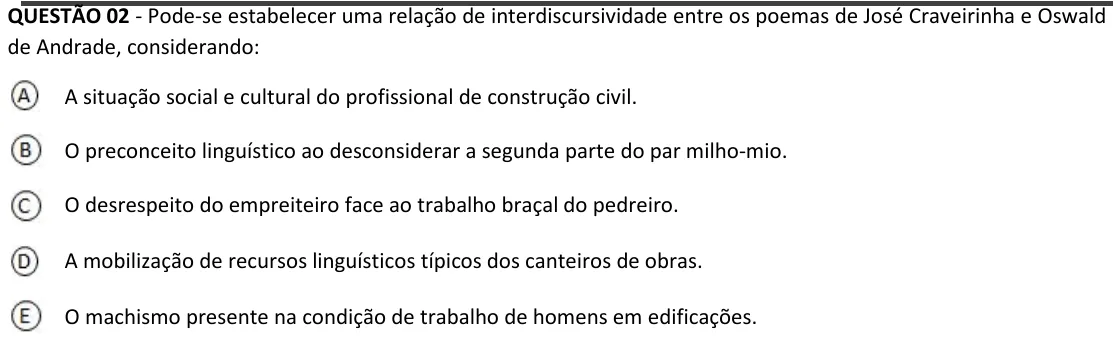 QUESTÃO 02 - Pode-se estabelecer uma relação de interdiscursividade entre os poemas de José Craveirinha e Oswald
de Andrade, considerando:
A A situação social e cultural do profissional de construção civil.
B O preconceito linguístico ao desconsiderar a segunda parte do par milho-mio.
C O desrespeito do empreiteiro face ao trabalho braçal do pedreiro.
D A mobilização de recursos linguísticos típicos dos canteiros de obras.
E O machismo presente na condição de trabalho de homens em edificações.